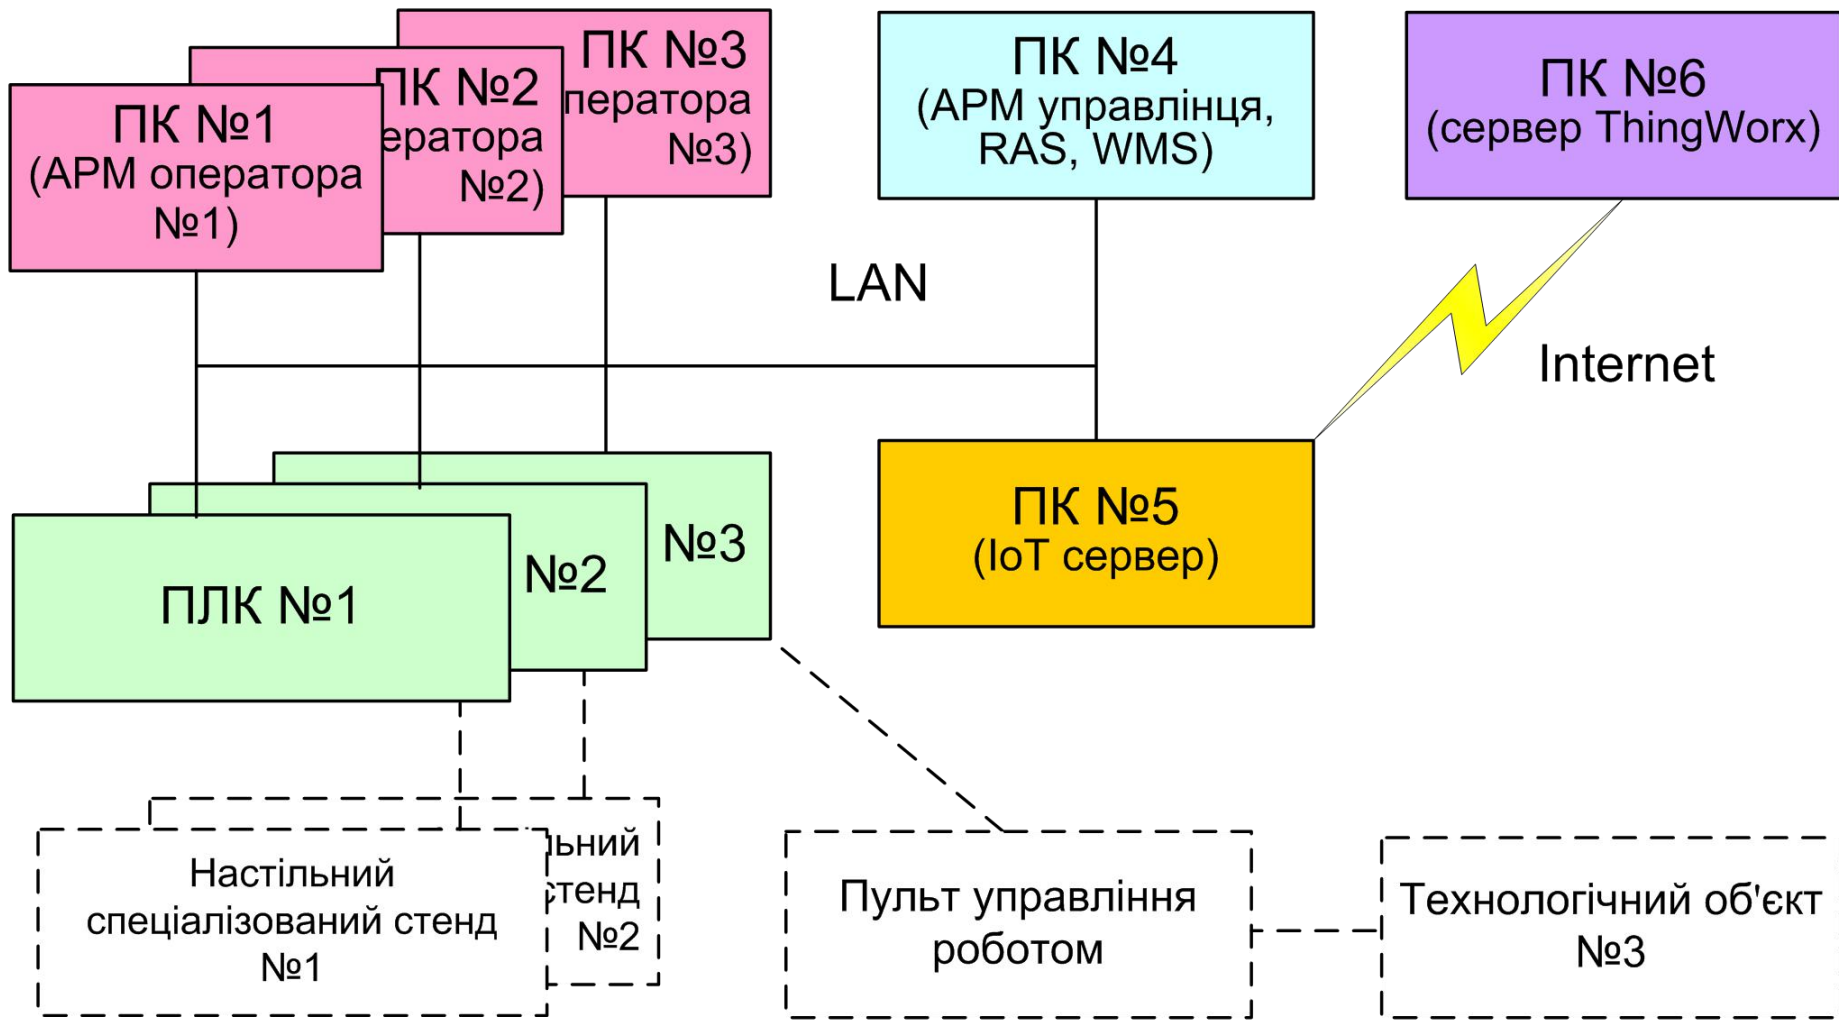 ПК №1
(АРМ оператора
№1)
ПК №2
ератора
№2)
ПК №3
ператора
№3)
ПК №4
(АРМ управлінця,
RAS, WMS)
ПК №6
(сервер ThingWorx)
LAN
Internet
ПЛК №1
№2
№3
ПК №5
(IoT сервер)
Настільний
спеціалізований стенд
№1
льний
стенд
№2
Пульт управління
роботом
Технологічний об'єкт
№3